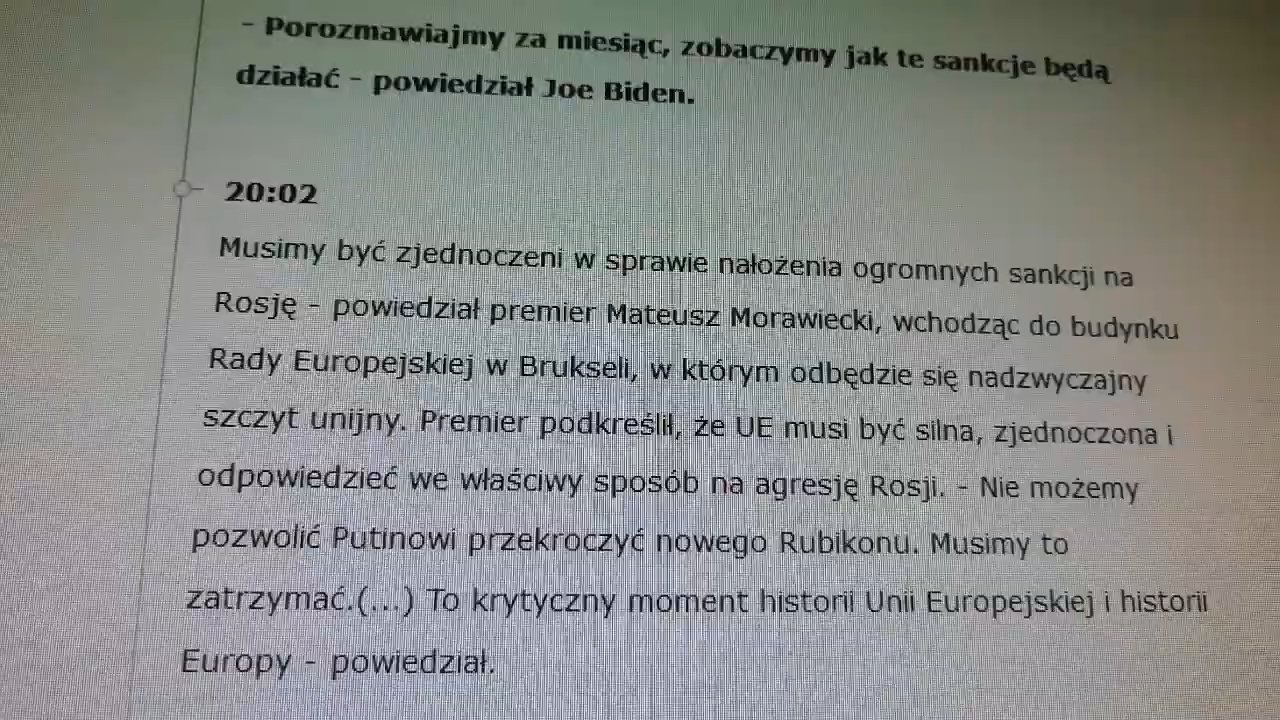 - Porozmawiajmy za miesiąc, zobaczymy jak te sankcje będą
działać - powiedział Joe Biden.
20:02
Musimy być zjednoczeni w sprawie nałożenia ogromnych sankcji na
Rosję - powiedział premier Mateusz Morawiecki, wchodząc do budynku
Rady Europejskiej w Brukseli, w którym odbędzie się nadzwyczajny
szczyt unijny. Premier podkreślił, że UE musi być silna, zjednoczona i
odpowiedzieć we właściwy sposób na agresję Rosji. - Nie możemy
pozwolić Putinowi przekroczyć nowego Rubikonu. Musimy to
zatrzymać.(...) To krytyczny moment historii Unii Europejskiej i historii
Europy - powiedział.